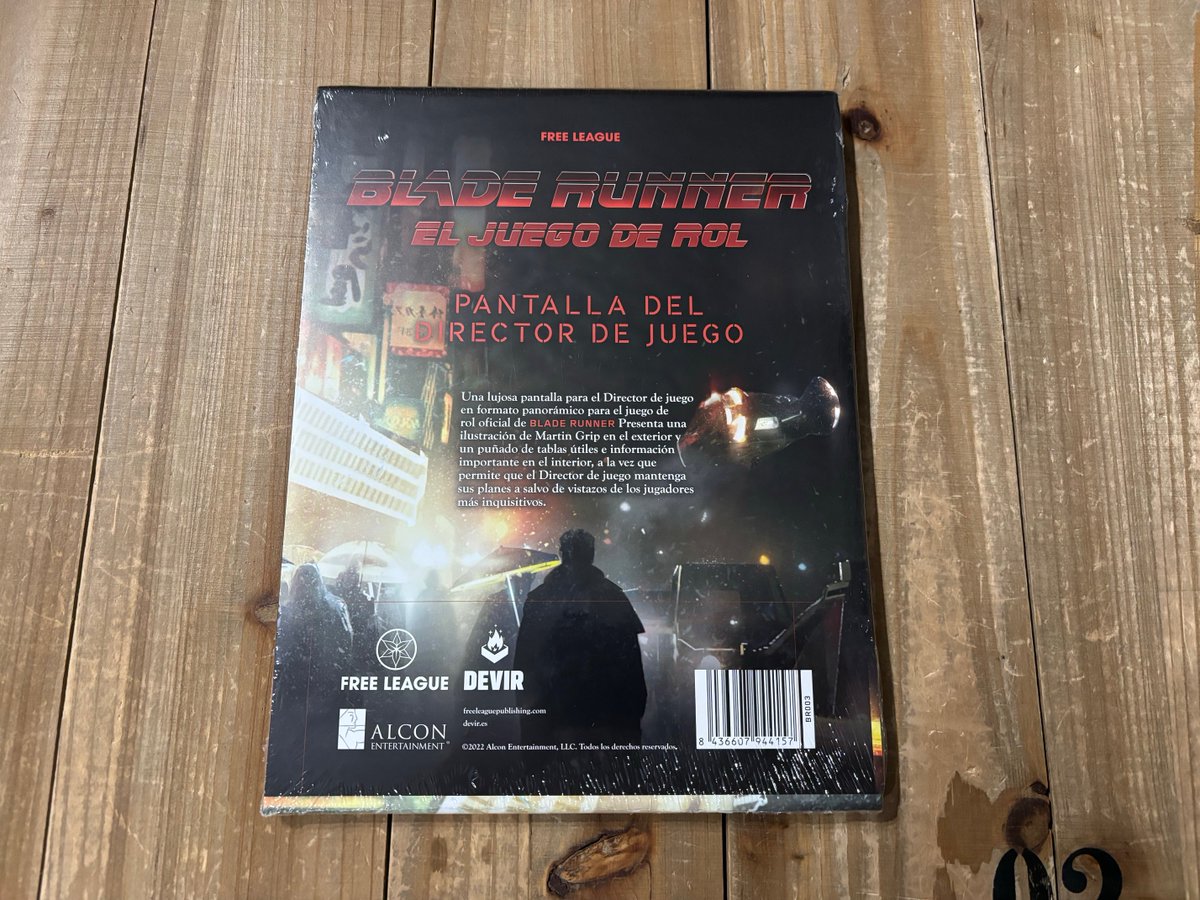 FREE LEAGUE
BLADE RUNNER
EL JUEGO DE ROL
PANTALLA DEL
DIRECTOR DE JUEGO
Una lujosa pantalla para el Director de juego
en formato panorámico para el juego de
rol oficial de BLADE RUNNER Presenta una
ilustración de Martin Grip en el exterior y
un puñado de tablas útiles e información
importante en el interior, a la vez que
permite que el Director de juego mantenga
sus planes a salvo de vistazos de los jugadores
más inquisitivos.
F
FREE LEAGUE
DEVIR
freeleaguepublishing.com
devir.es
ALCON
ENTERTAINMENT
©2022 Alcon Entertainment, LLC. Todos los derechos reservados.
BR003
8 436607 944157
02